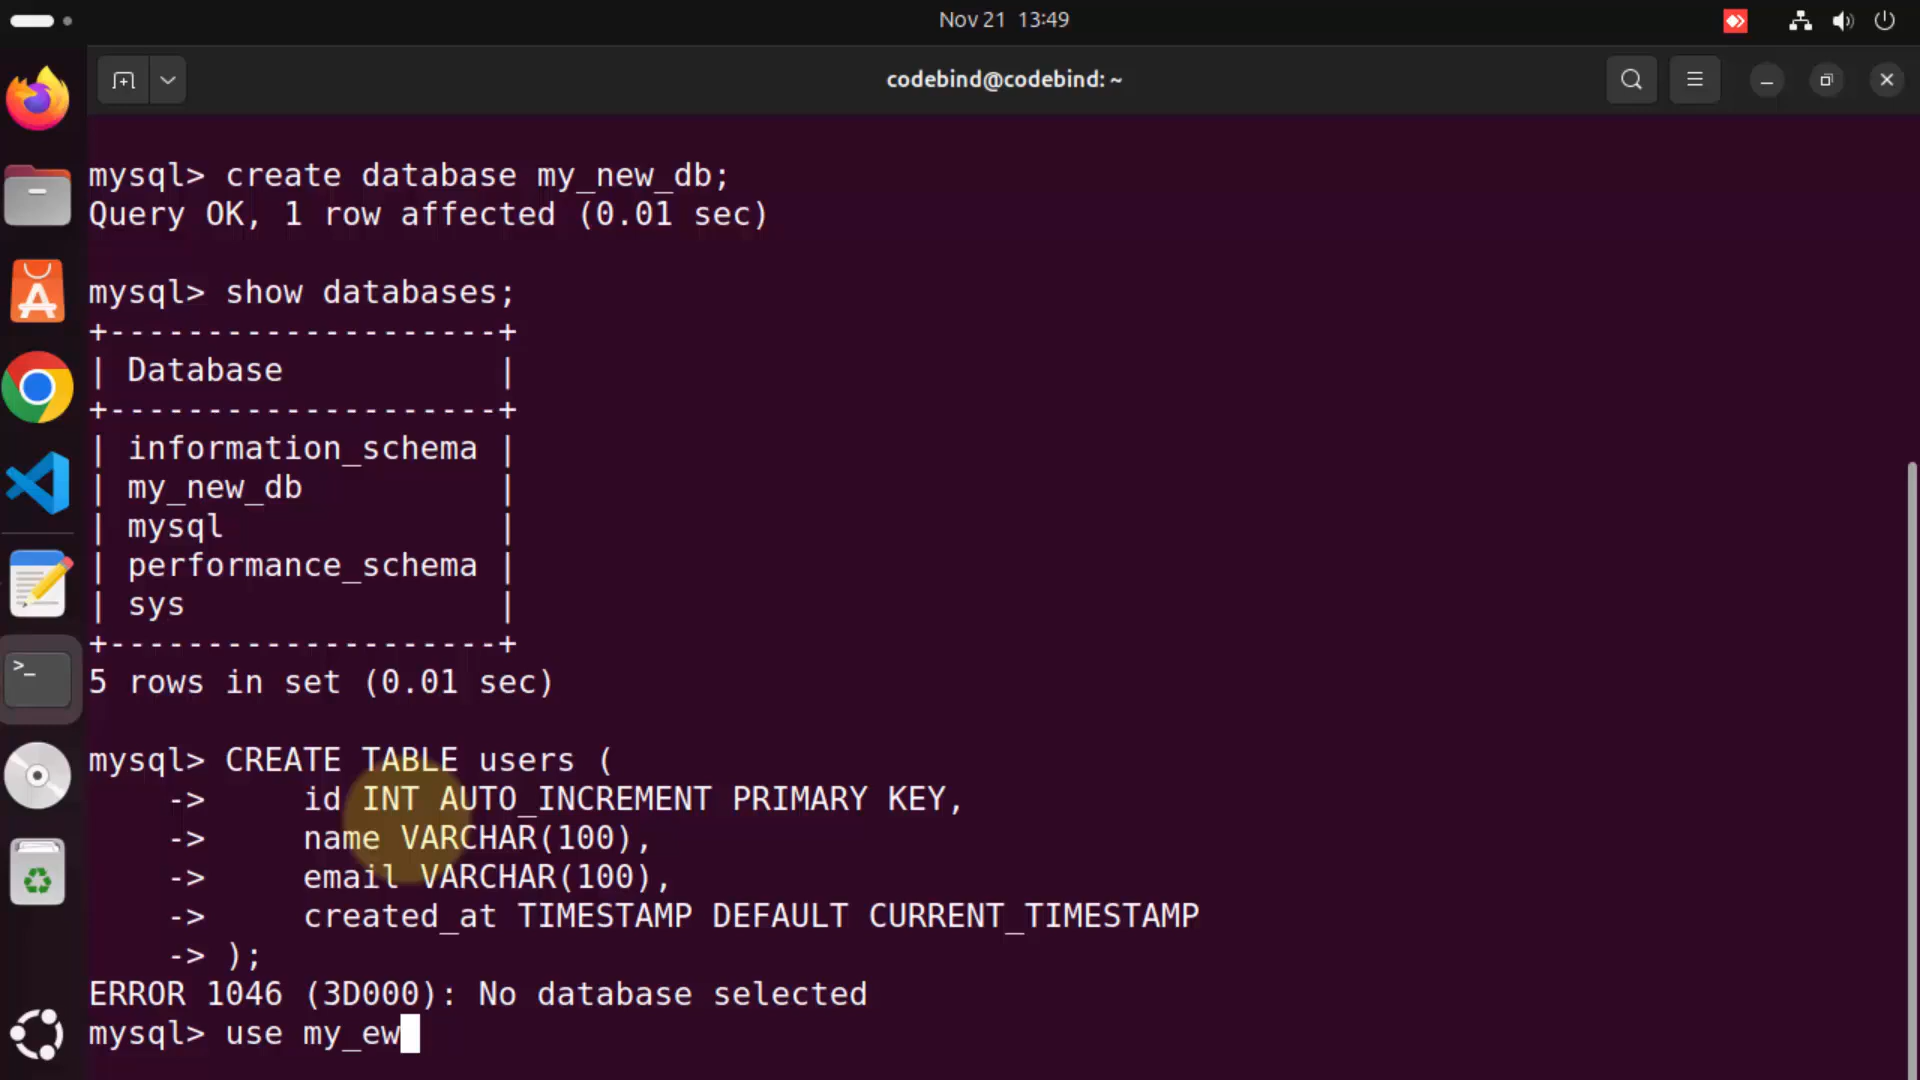 Nov 21 13:49
codebind@codebind: ~
mysql> create database my_new_db;
Query OK, 1 row affected (0.01 sec)
mysql> show databases;
+--------------------+
| Database           |
+--------------------+
| information_schema |
| my_new_db          |
| mysql              |
| performance_schema |
| sys                |
+--------------------+
5 rows in set (0.01 sec)
mysql> CREATE TABLE users (
    ->     id INT AUTO_INCREMENT PRIMARY KEY,
    ->     name VARCHAR(100),
    ->     email VARCHAR(100),
    ->     created_at TIMESTAMP DEFAULT CURRENT_TIMESTAMP
    -> );
ERROR 1046 (3D000): No database selected
mysql> use my_ew